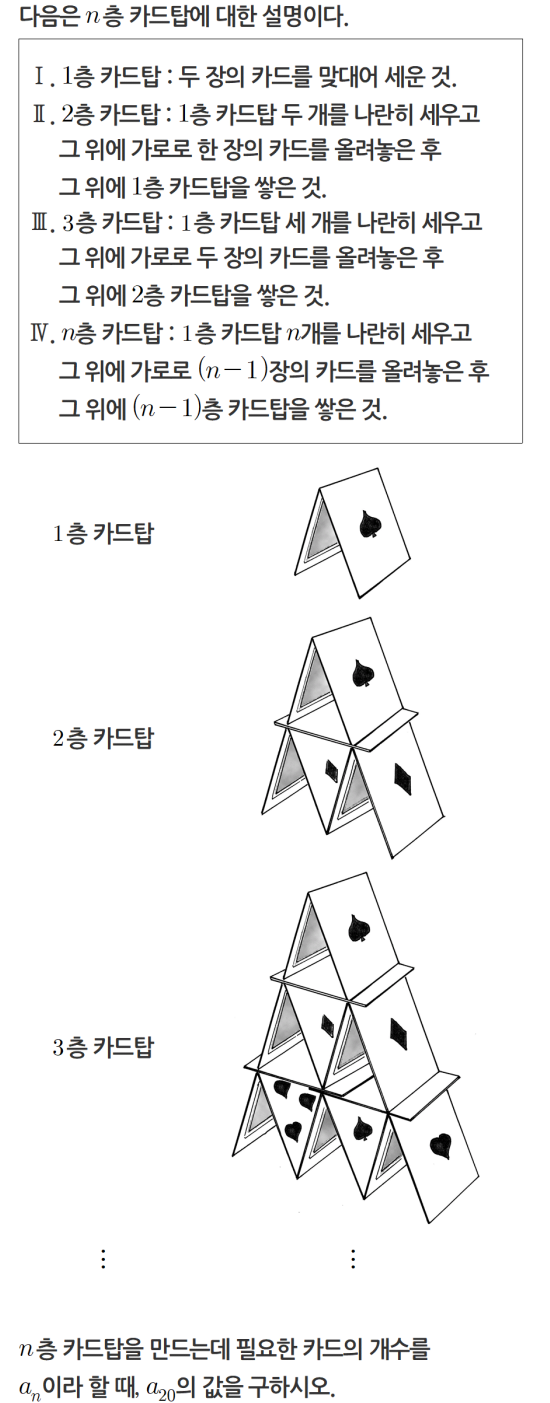 다음은 n층 카드탑에 대한 설명이다.
Ⅰ. 1층 카드탑 : 두 장의 카드를 맞대어 세운 것.
Ⅱ. 2층 카드탑 : 1층 카드탑 두 개를 나란히 세우고
그 위에 가로로 한 장의 카드를 올려놓은 후
그 위에 1층 카드탑을 쌓은 것.
Ⅲ. 3층 카드탑 : 1층 카드탑 세 개를 나란히 세우고
그 위에 가로로 두 장의 카드를 올려놓은 후
그 위에 2층 카드탑을 쌓은 것.
Ⅳ. n층 카드탑 : 1층 카드탑 n개를 나란히 세우고
그 위에 가로로 (n-1)장의 카드를 올려놓은 후
그 위에 (n-1)층 카드탑을 쌓은 것.
1층 카드탑
2층 카드탑
3층 카드탑
⋮ ⋮
n층 카드탑을 만드는데 필요한 카드의 개수를
aₙ이라 할 때, a₂₀의 값을 구하시오.